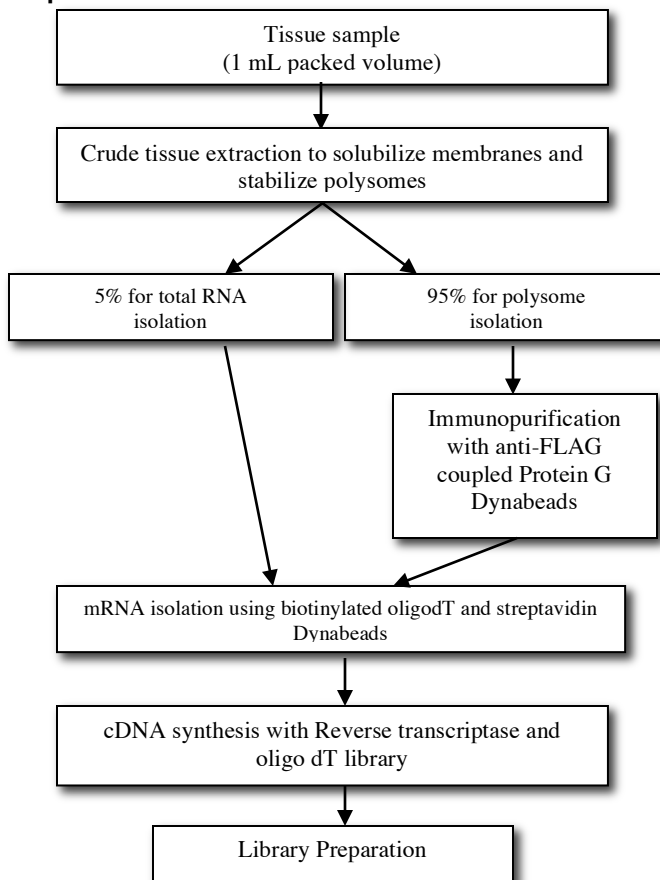 Tissue sample
(1 mL packed volume)
Crude tissue extraction to solubilize membranes and
stabilize polysomes
5% for total RNA
isolation
95% for polysome
isolation
Immunopurification
with anti-FLAG
coupled Protein G
Dynabeads
mRNA isolation using biotinylated oligodT and streptavidin
Dynabeads
cDNA synthesis with Reverse transcriptase and
oligo dT library
Library Preparation